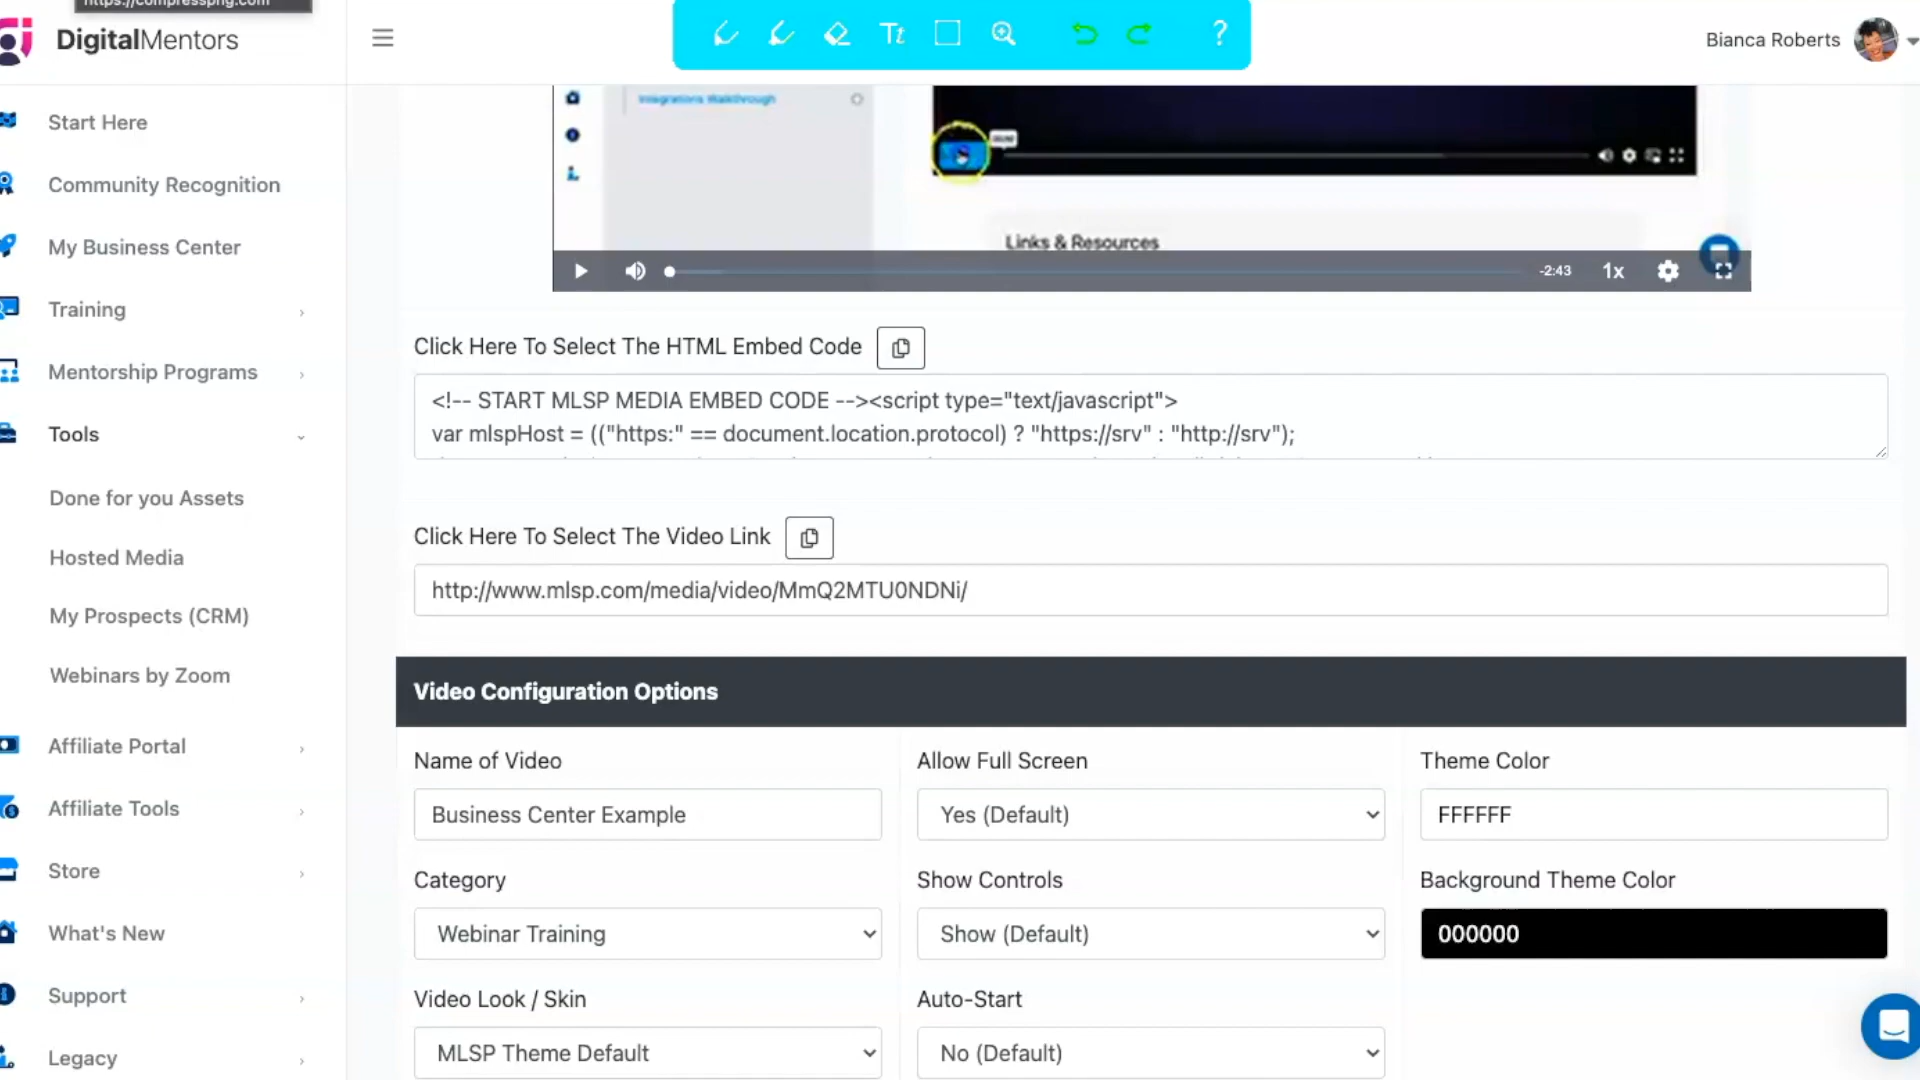 https://compresspng.com
DigitalMentors
Tt
?
Bianca Roberts
Start Here
Community Recognition
My Business Center
Training
Mentorship Programs
Tools
Done for you Assets
Hosted Media
My Prospects (CRM)
Webinars by Zoom
Affiliate Portal
Affiliate Tools
Store
What's New
Support
Legacy
Integrations Walkthrough
Links & Resources
-2:43
1x
Click Here To Select The HTML Embed Code
<!-- START MLSP MEDIA EMBED CODE --><script type="text/javascript">
var mlspHost = (("https:" == document.location.protocol) ? "https://srv" : "http://srv");
Click Here To Select The Video Link
http://www.mlsp.com/media/video/MmQ2MTU0NDNi/
Video Configuration Options
Name of Video
Allow Full Screen
Theme Color
Business Center Example
Yes (Default)
FFFFFF
Category
Show Controls
Background Theme Color
Webinar Training
Show (Default)
000000
Video Look / Skin
Auto-Start
MLSP Theme Default
No (Default)